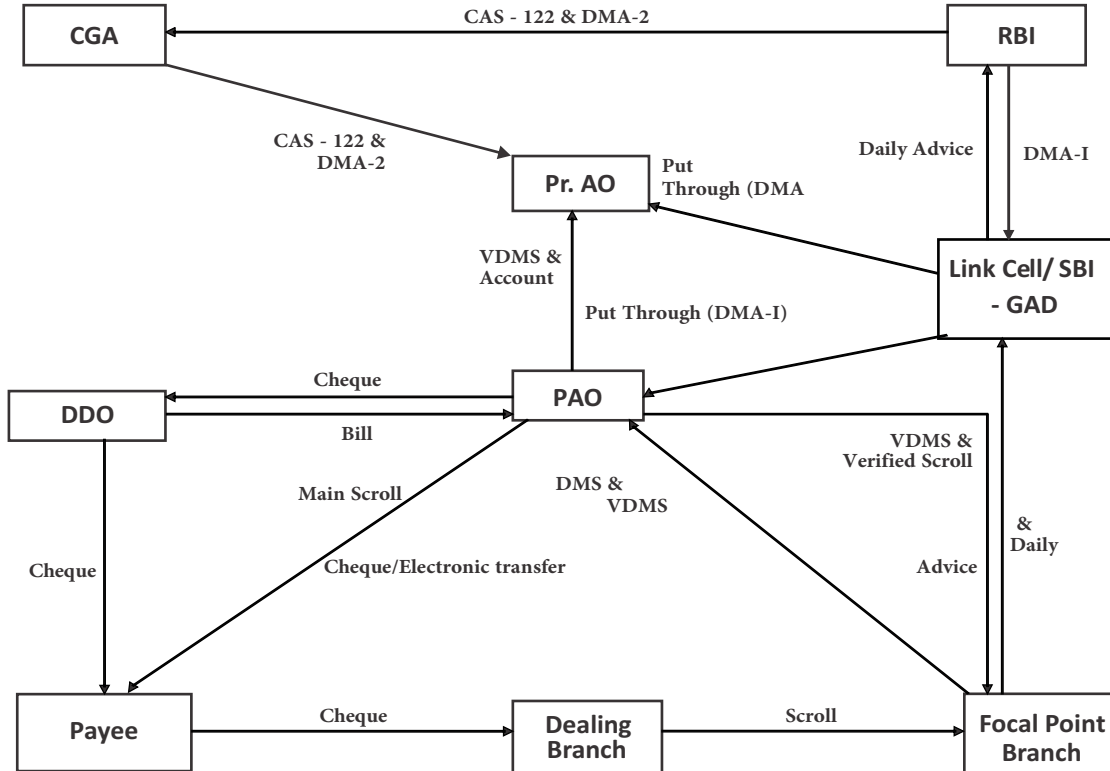 CAS - 122 & DMA-2
CGA
RBI
CAS - 122 &
DMA-2
Daily Advice
DMA-I
Pr. AO
Put
Through (DMA
VDMS &
Account
Link Cell/ SBI
- GAD
Put Through (DMA-I)
Cheque
PAO
DDO
Bill
VDMS &
Verified Scroll
Main Scroll
DMS &
VDMS
&
Daily
Cheque
Cheque/Electronic transfer
Advice
Payee
Cheque
Dealing
Branch
Scroll
Focal Point
Branch